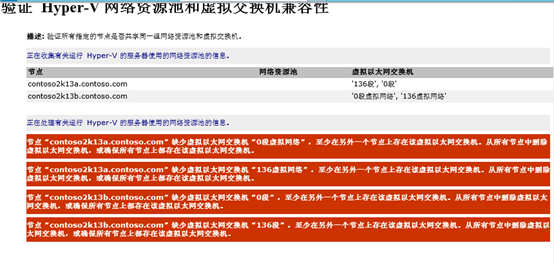 验证 Hyper-V 网络资源池和虚拟交换机兼容性
描述: 验证所有指定的节点是否共享同一组网络资源池和虚拟交换机。
正在收集有关运行 Hyper-V 的服务器使用的网络资源池的信息。
节点 网络资源池 虚拟以太网交换机
contoso2k13a.contoso.com '136段', '0段'
contoso2k13b.contoso.com '0段虚拟网络', '136虚拟网络'
正在处理有关运行 Hyper-V 的服务器使用的网络资源池的信息。
节点 “contoso2k13a.contoso.com” 缺少虚拟以太网交换机 “0段虚拟网络” 。至少在另外一个节点上存在该虚拟以太网交换机。从所有节点中删除
虚拟以太网交换机，或确保所有节点上都存在该虚拟以太网交换机。
节点 “contoso2k13a.contoso.com” 缺少虚拟以太网交换机 “136虚拟网络” 。至少在另外一个节点上存在该虚拟以太网交换机。从所有节点中删除
虚拟以太网交换机，或确保所有节点上都存在该虚拟以太网交换机。
节点 “contoso2k13b.contoso.com” 缺少虚拟以太网交换机 “0段” 。至少在另外一个节点上存在该虚拟以太网交换机。从所有节点中删除虚拟以
太网交换机，或确保所有节点上都存在该虚拟以太网交换机。
节点 “contoso2k13b.contoso.com” 缺少虚拟以太网交换机 “136段” 。至少在另外一个节点上存在该虚拟以太网交换机。从所有节点中删除虚拟以
太网交换机，或确保所有节点上都存在该虚拟以太网交换机。